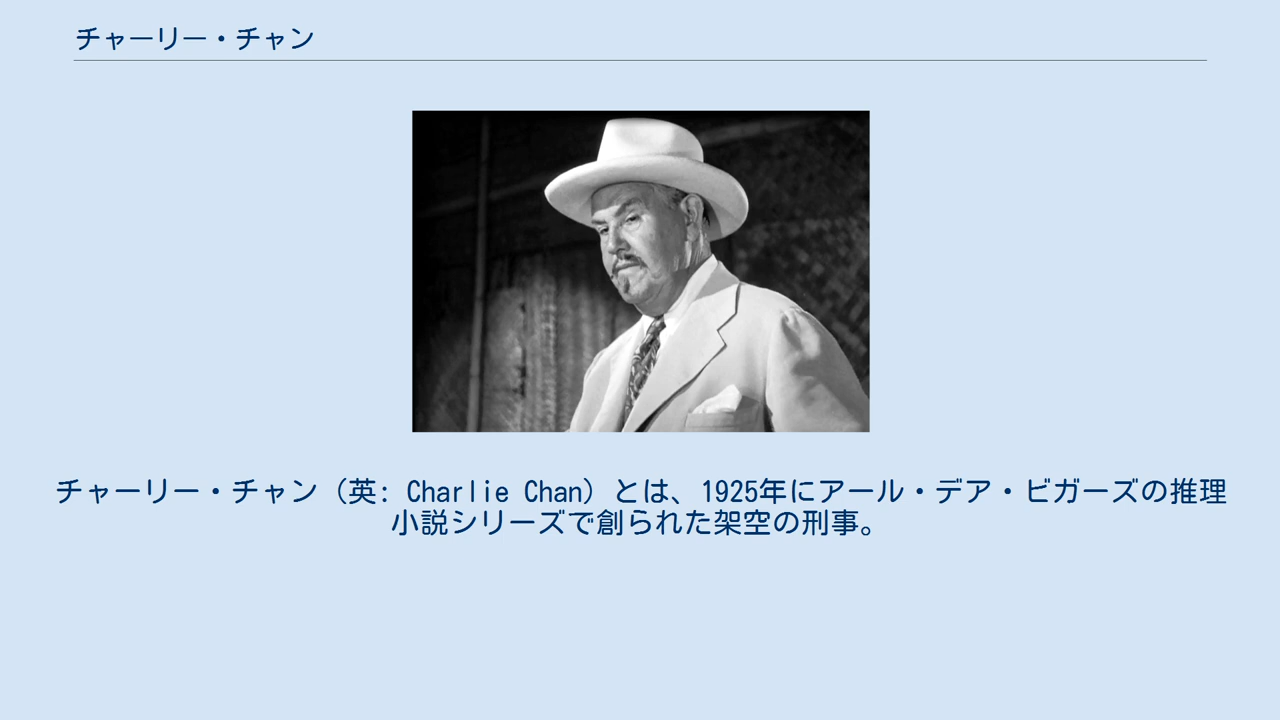 チャーリー・チャン
チャーリー・チャン（英: Charlie Chan）とは、1925年にアール・デア・ビガーズの推理
小説シリーズで創られた架空の刑事。